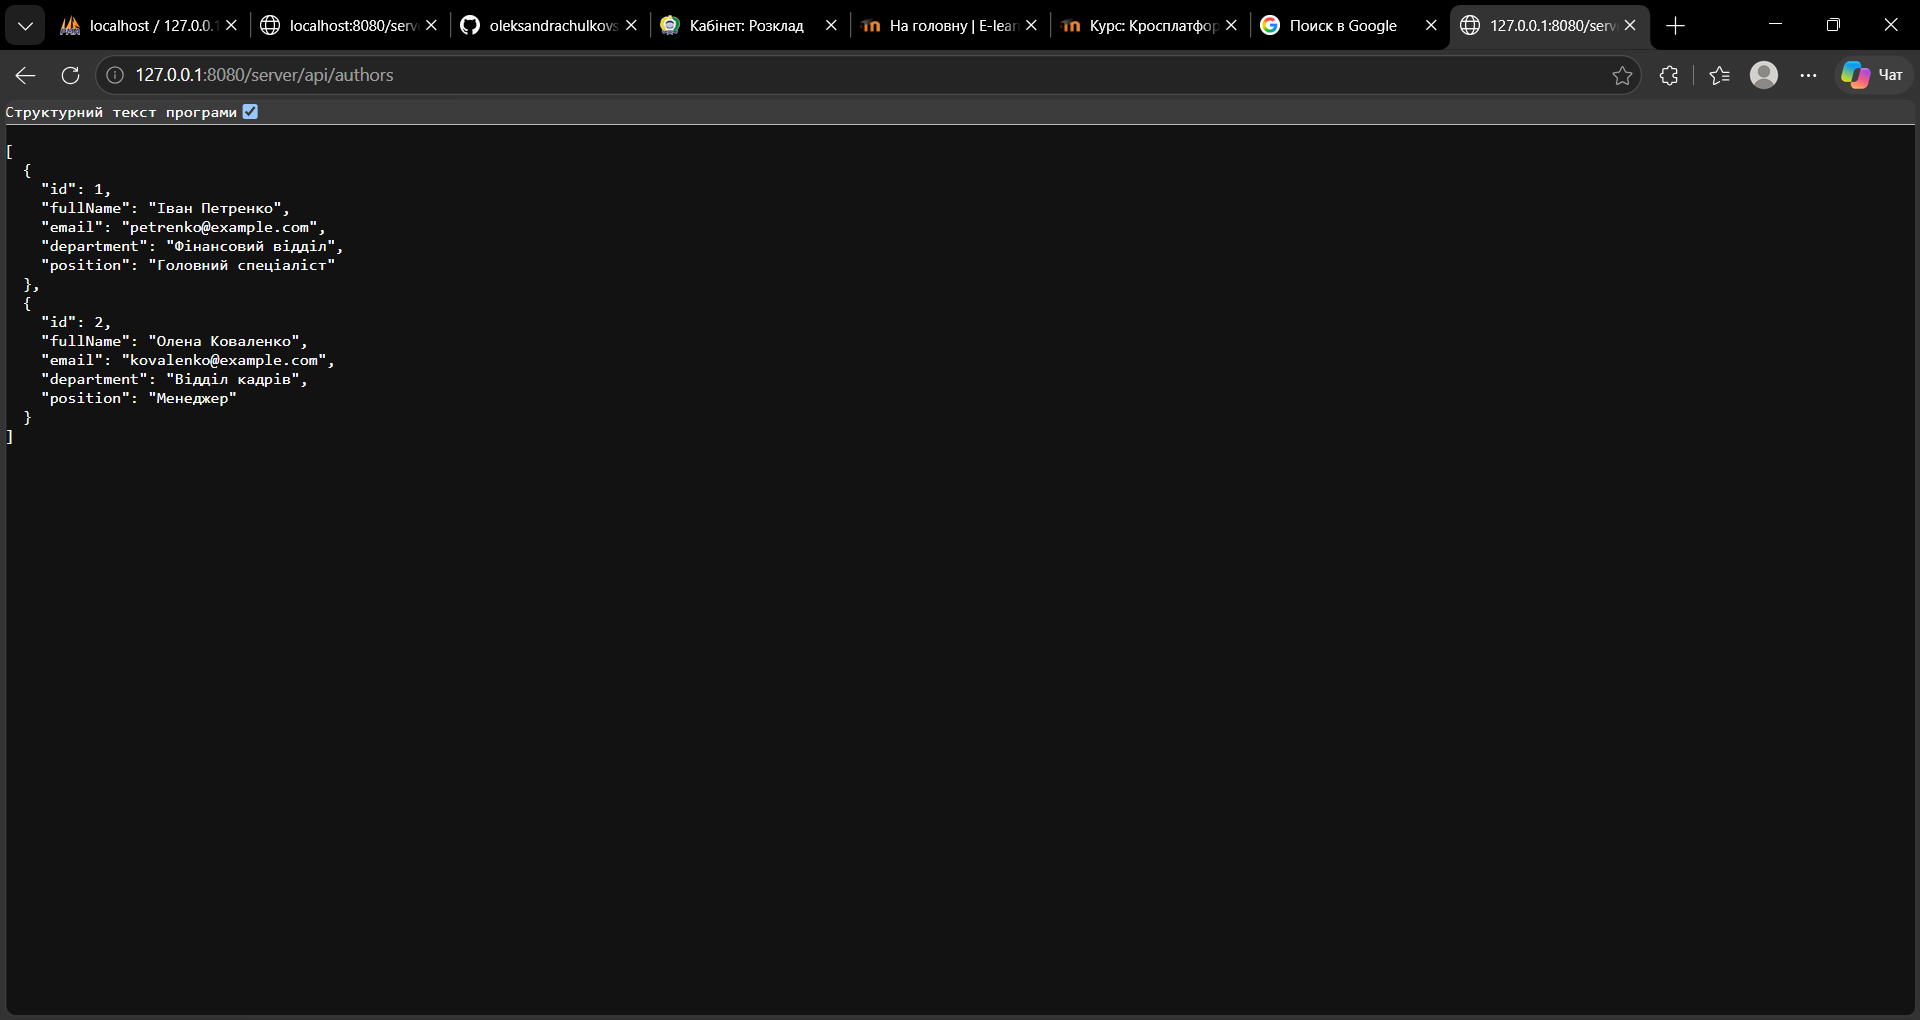 localhost / 127.0.0.1
localhost:8080/serv
oleksandrachulkovs
Кабінет: Розклад
На головну | E-lear
Курс: Кросплатфор
Поиск в Google
127.0.0.1:8080/serv
127.0.0.1:8080/server/api/authors
Чат
Структурний текст програми
[
  {
    "id": 1,
    "fullName": "Іван Петренко",
    "email": "petrenko@example.com",
    "department": "Фінансовий відділ",
    "position": "Головний спеціаліст"
  },
  {
    "id": 2,
    "fullName": "Олена Коваленко",
    "email": "kovalenko@example.com",
    "department": "Відділ кадрів",
    "position": "Менеджер"
  }
]